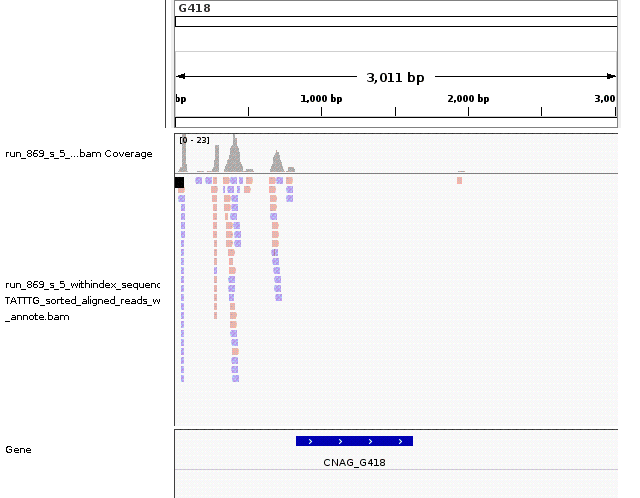 G418
3,011 bp
bp 1,000 bp 2,000 bp 3,00
[0 - 23]
run_869_s_5_...bam Coverage
run_869_s_5_withindex_sequenc
TATTTG_sorted_aligned_reads_w
_annote.bam
Gene
CNAG_G418